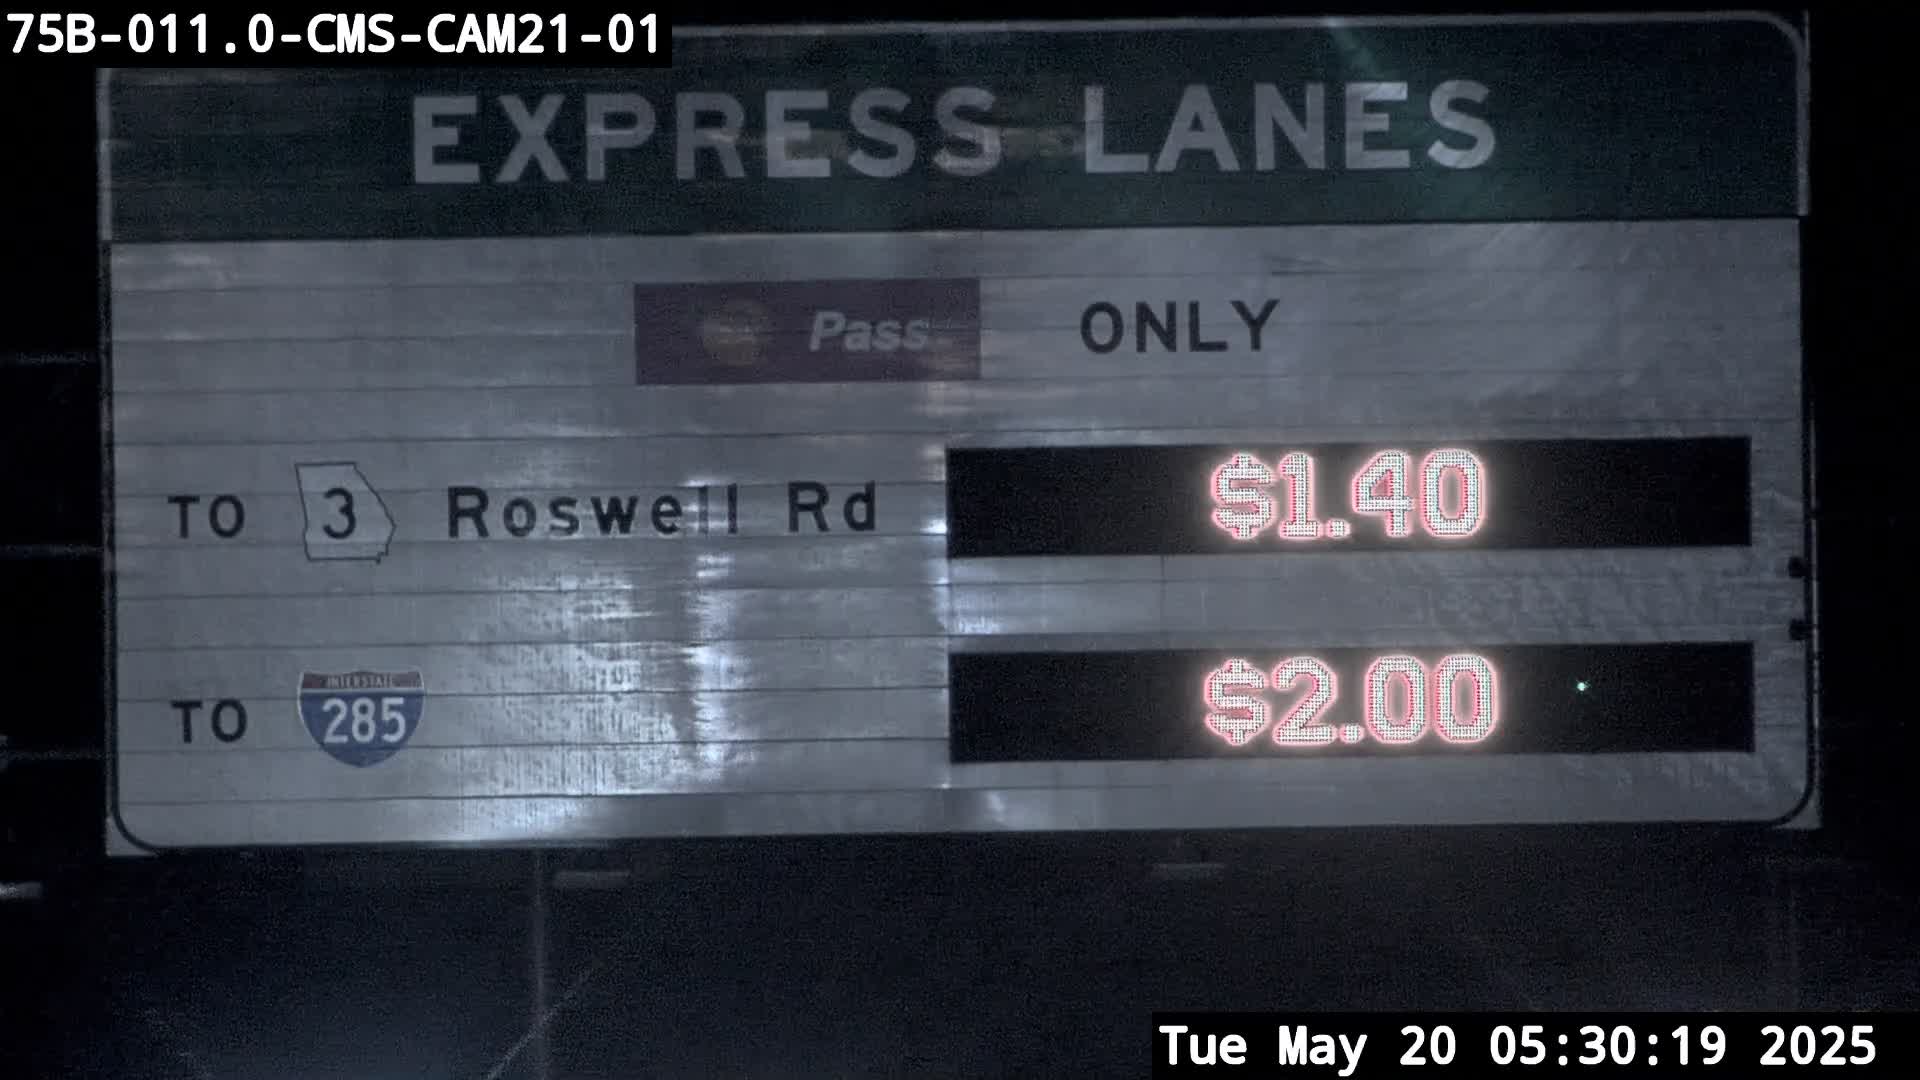 75B-011.0-CMS-CAM21-01
EXPRESS LANES
Pass ONLY
TO 3 Roswell Rd $1.40
TO INTERSTATE 285 $2.00
Tue May 20 05:30:19 2025